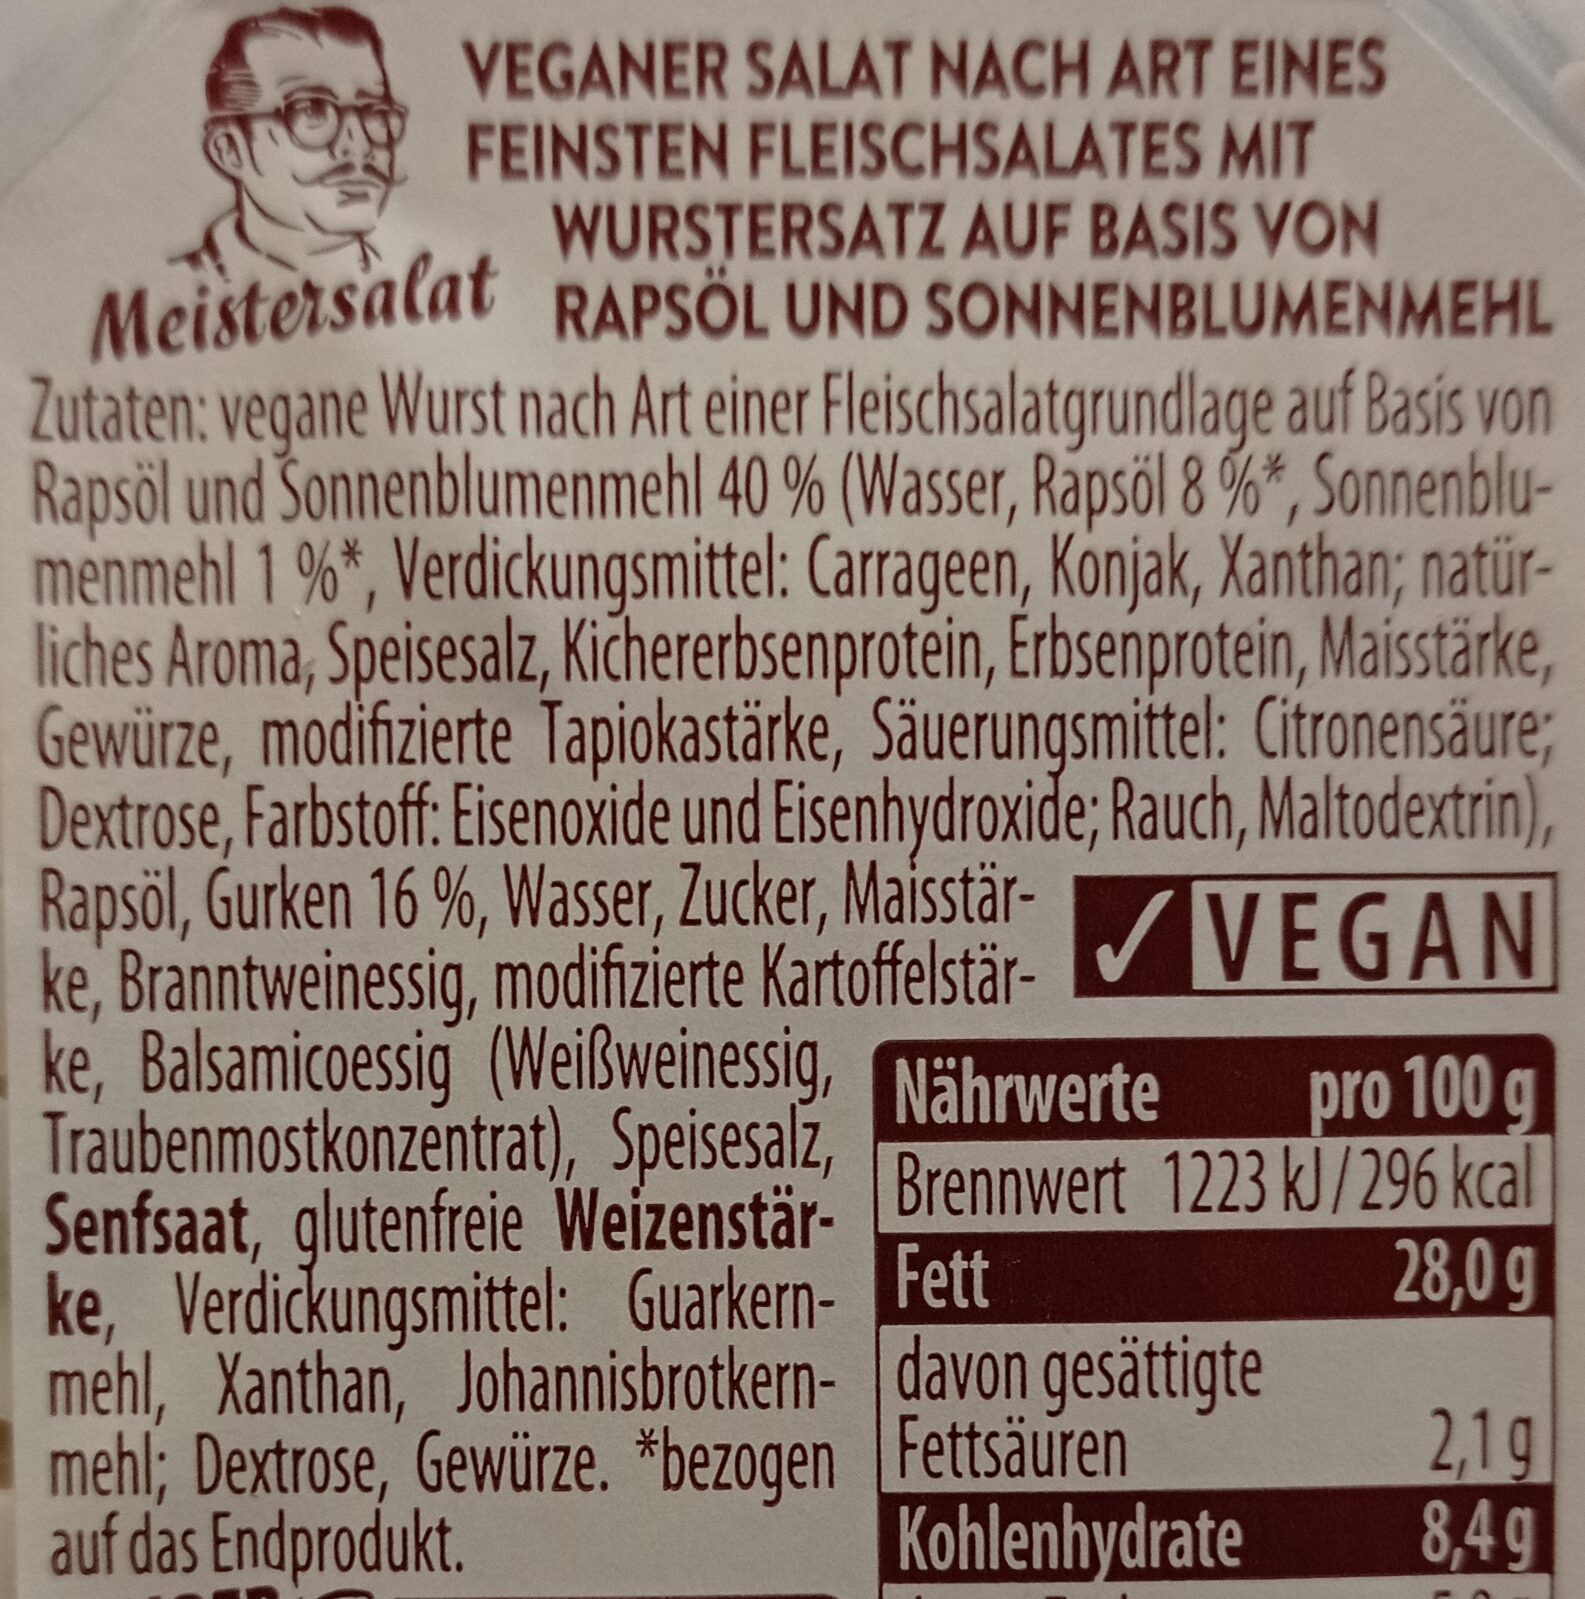 VEGANER SALAT NACH ART EINES
FEINSTEN FLEISCHSALATES MIT
WURSTERSATZ AUF BASIS VON
RAPSÖL UND SONNENBLUMENMEHL
Meistersalat
Zutaten: vegane Wurst nach Art einer Fleischsalatgrundlage auf Basis von
Rapsöl und Sonnenblumenmehl 40 % (Wasser, Rapsöl 8 %*, Sonnenblu-
menmehl 1 %*, Verdickungsmittel: Carrageen, Konjak, Xanthan; natür-
liches Aroma, Speisesalz, Kichererbsenprotein, Erbsenprotein, Maisstärke,
Gewürze, modifizierte Tapiokastärke, Säuerungsmittel: Citronensäure;
Dextrose, Farbstoff: Eisenoxide und Eisenhydroxide; Rauch, Maltodextrin),
Rapsöl, Gurken 16 %, Wasser, Zucker, Maisstär-
ke, Branntweinessig, modifizierte Kartoffelstär-
ke, Balsamicoessig (Weißweinessig,
Traubenmostkonzentrat), Speisesalz,
Senfsaat, glutenfreie Weizenstär-
ke, Verdickungsmittel: Guarkern-
mehl, Xanthan, Johannisbrotkern-
mehl; Dextrose, Gewürze. *bezogen
auf das Endprodukt.
✓ VEGAN
Nährwerte pro 100 g
Brennwert 1223 kJ / 296 kcal
Fett 28,0 g
davon gesättigte
Fettsäuren 2,1 g
Kohlenhydrate 8,4 g